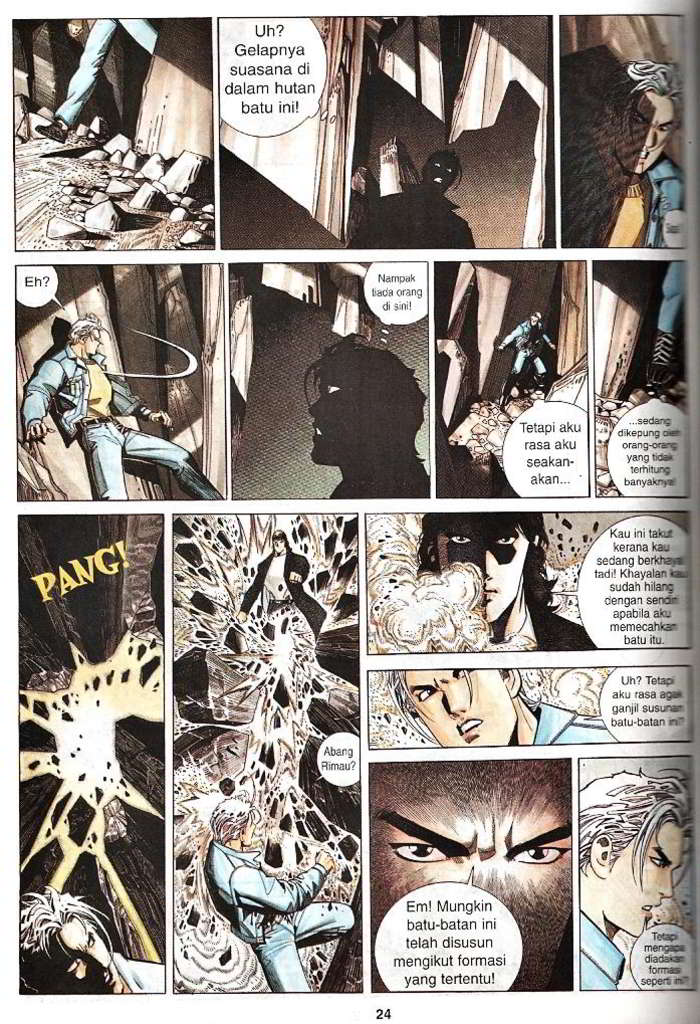 Uh?
Gelapnya
suasana di
dalam hutan
batu ini!
Eh?
Nampak
tiada orang
di sini!
Tetapi aku
rasa aku
seakan-
akan...
...sedang
dikepung oleh
orang-orang
yang tidak
terhitung
banyaknya!
PANG!
Abang
Rimau?
Kau ini takut
kerana kau
sedang berkhayal
tadi! Khayalan kau
sudah hilang
dengan sendiri
apabila aku
memecahkan
batu itu.
Uh? Tetapi
aku rasa agak
ganjil susunan
batu-batan ini?
Em! Mungkin
batu-batan ini
telah disusun
mengikut formasi
yang tertentu!
Tetapi
mengapa
diadakan
formasi
seperti ini?
24